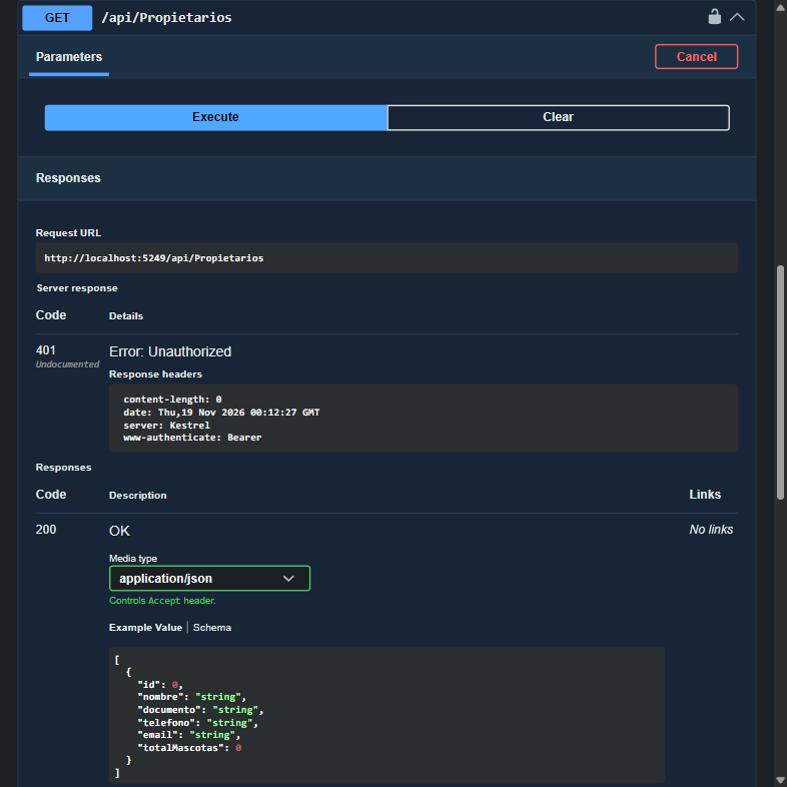 GET /api/Propietarios
Parameters Cancel
Execute Clear
Responses
Request URL
http://localhost:5249/api/Propietarios
Server response
Code Details
401 Error: Unauthorized
Undocumented
Response headers
content-length: 0
date: Thu,19 Nov 2026 00:12:27 GMT
server: Kestrel
www-authenticate: Bearer
Responses
Code Description Links
200 OK No links
Media type
application/json
Controls Accept header.
Example Value | Schema
[
{
"id": 0,
"nombre": "string",
"documento": "string",
"telefono": "string",
"email": "string",
"totalMascotas": 0
}
]